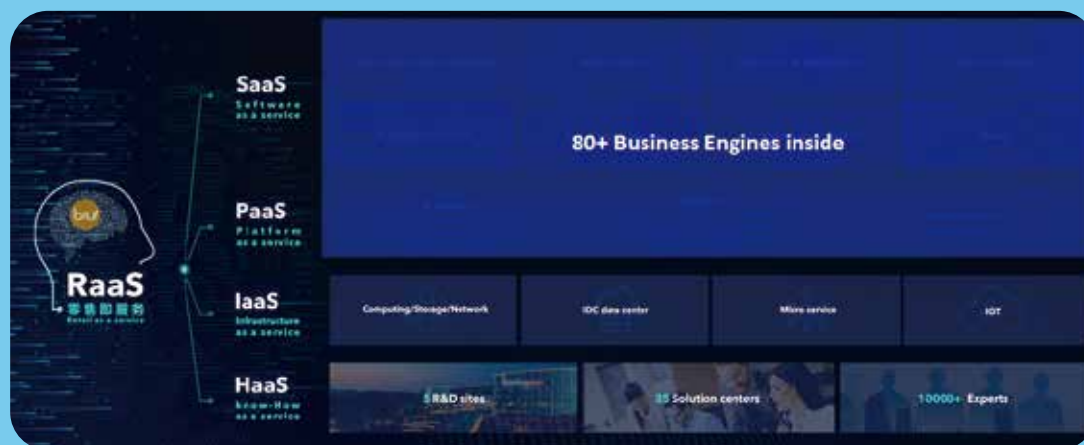 SaaS
Software
as a service
80+ Business Engines inside
PaaS
Platform
as a service
RaaS
零售即服务
Retail as a service
IaaS
Infrastructure
as a service
Computing/Storage/Network
IDC data center
Micro service
IOT
HaaS
know-How
as a service
5 R&D sites
35 Solution centers
10000+ Experts